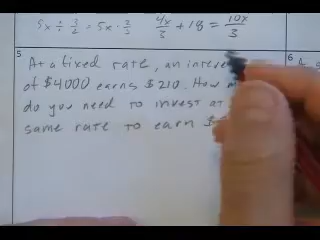 5x ÷ 3/2 = 5x · 2/3
4x/3 + 18 = 10x/3
5
At a fixed rate, an
of $4000 earns $210. How
do you need to invest at
same rate to earn $
6